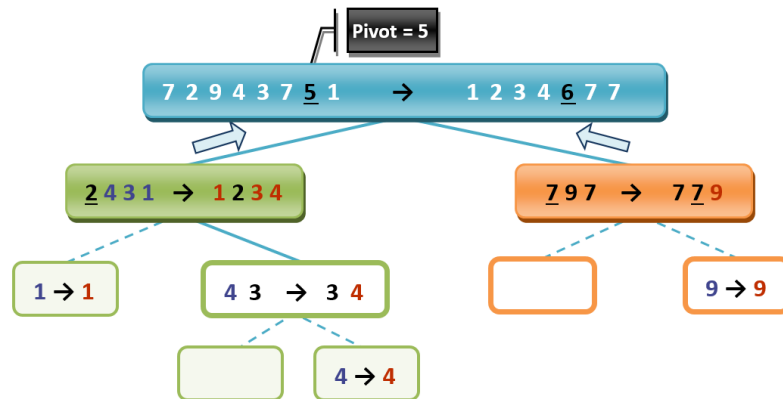 Pivot = 5
7 2 9 4 3 7 5 1 → 1 2 3 4 6 7 7
2 4 3 1 → 1 2 3 4
7 9 7 → 7 7 9
1 → 1
4 3 → 3 4
9 → 9
4 → 4